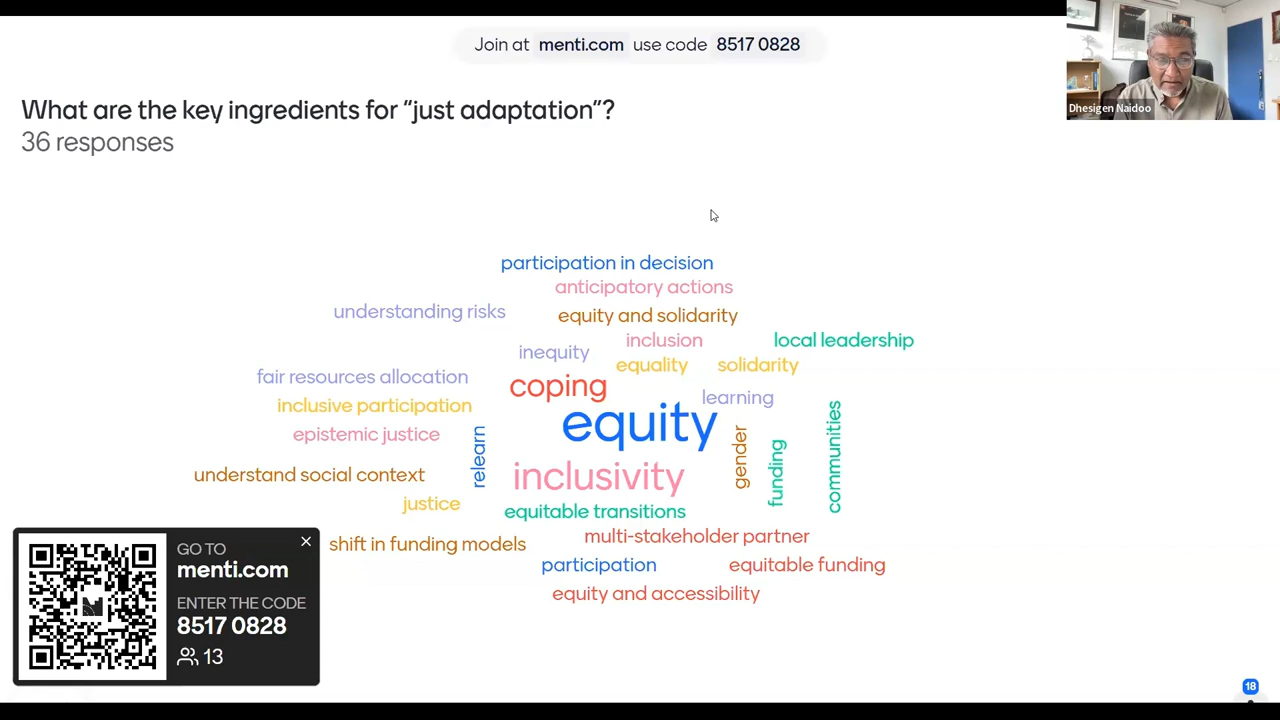 Join at menti.com use code 8517 0828
Dhesigen Naidoo
What are the key ingredients for "just adaptation"?
36 responses
participation in decision
anticipatory actions
understanding risks
equity and solidarity
inclusion
local leadership
inequity
equality
solidarity
fair resources allocation
coping
learning
inclusive participation
equity
epistemic justice
relearn
gender
funding
communities
understand social context
inclusivity
justice
equitable transitions
shift in funding models
multi-stakeholder partner
participation
equitable funding
equity and accessibility
GO TO
menti.com
ENTER THE CODE
8517 0828
13
18